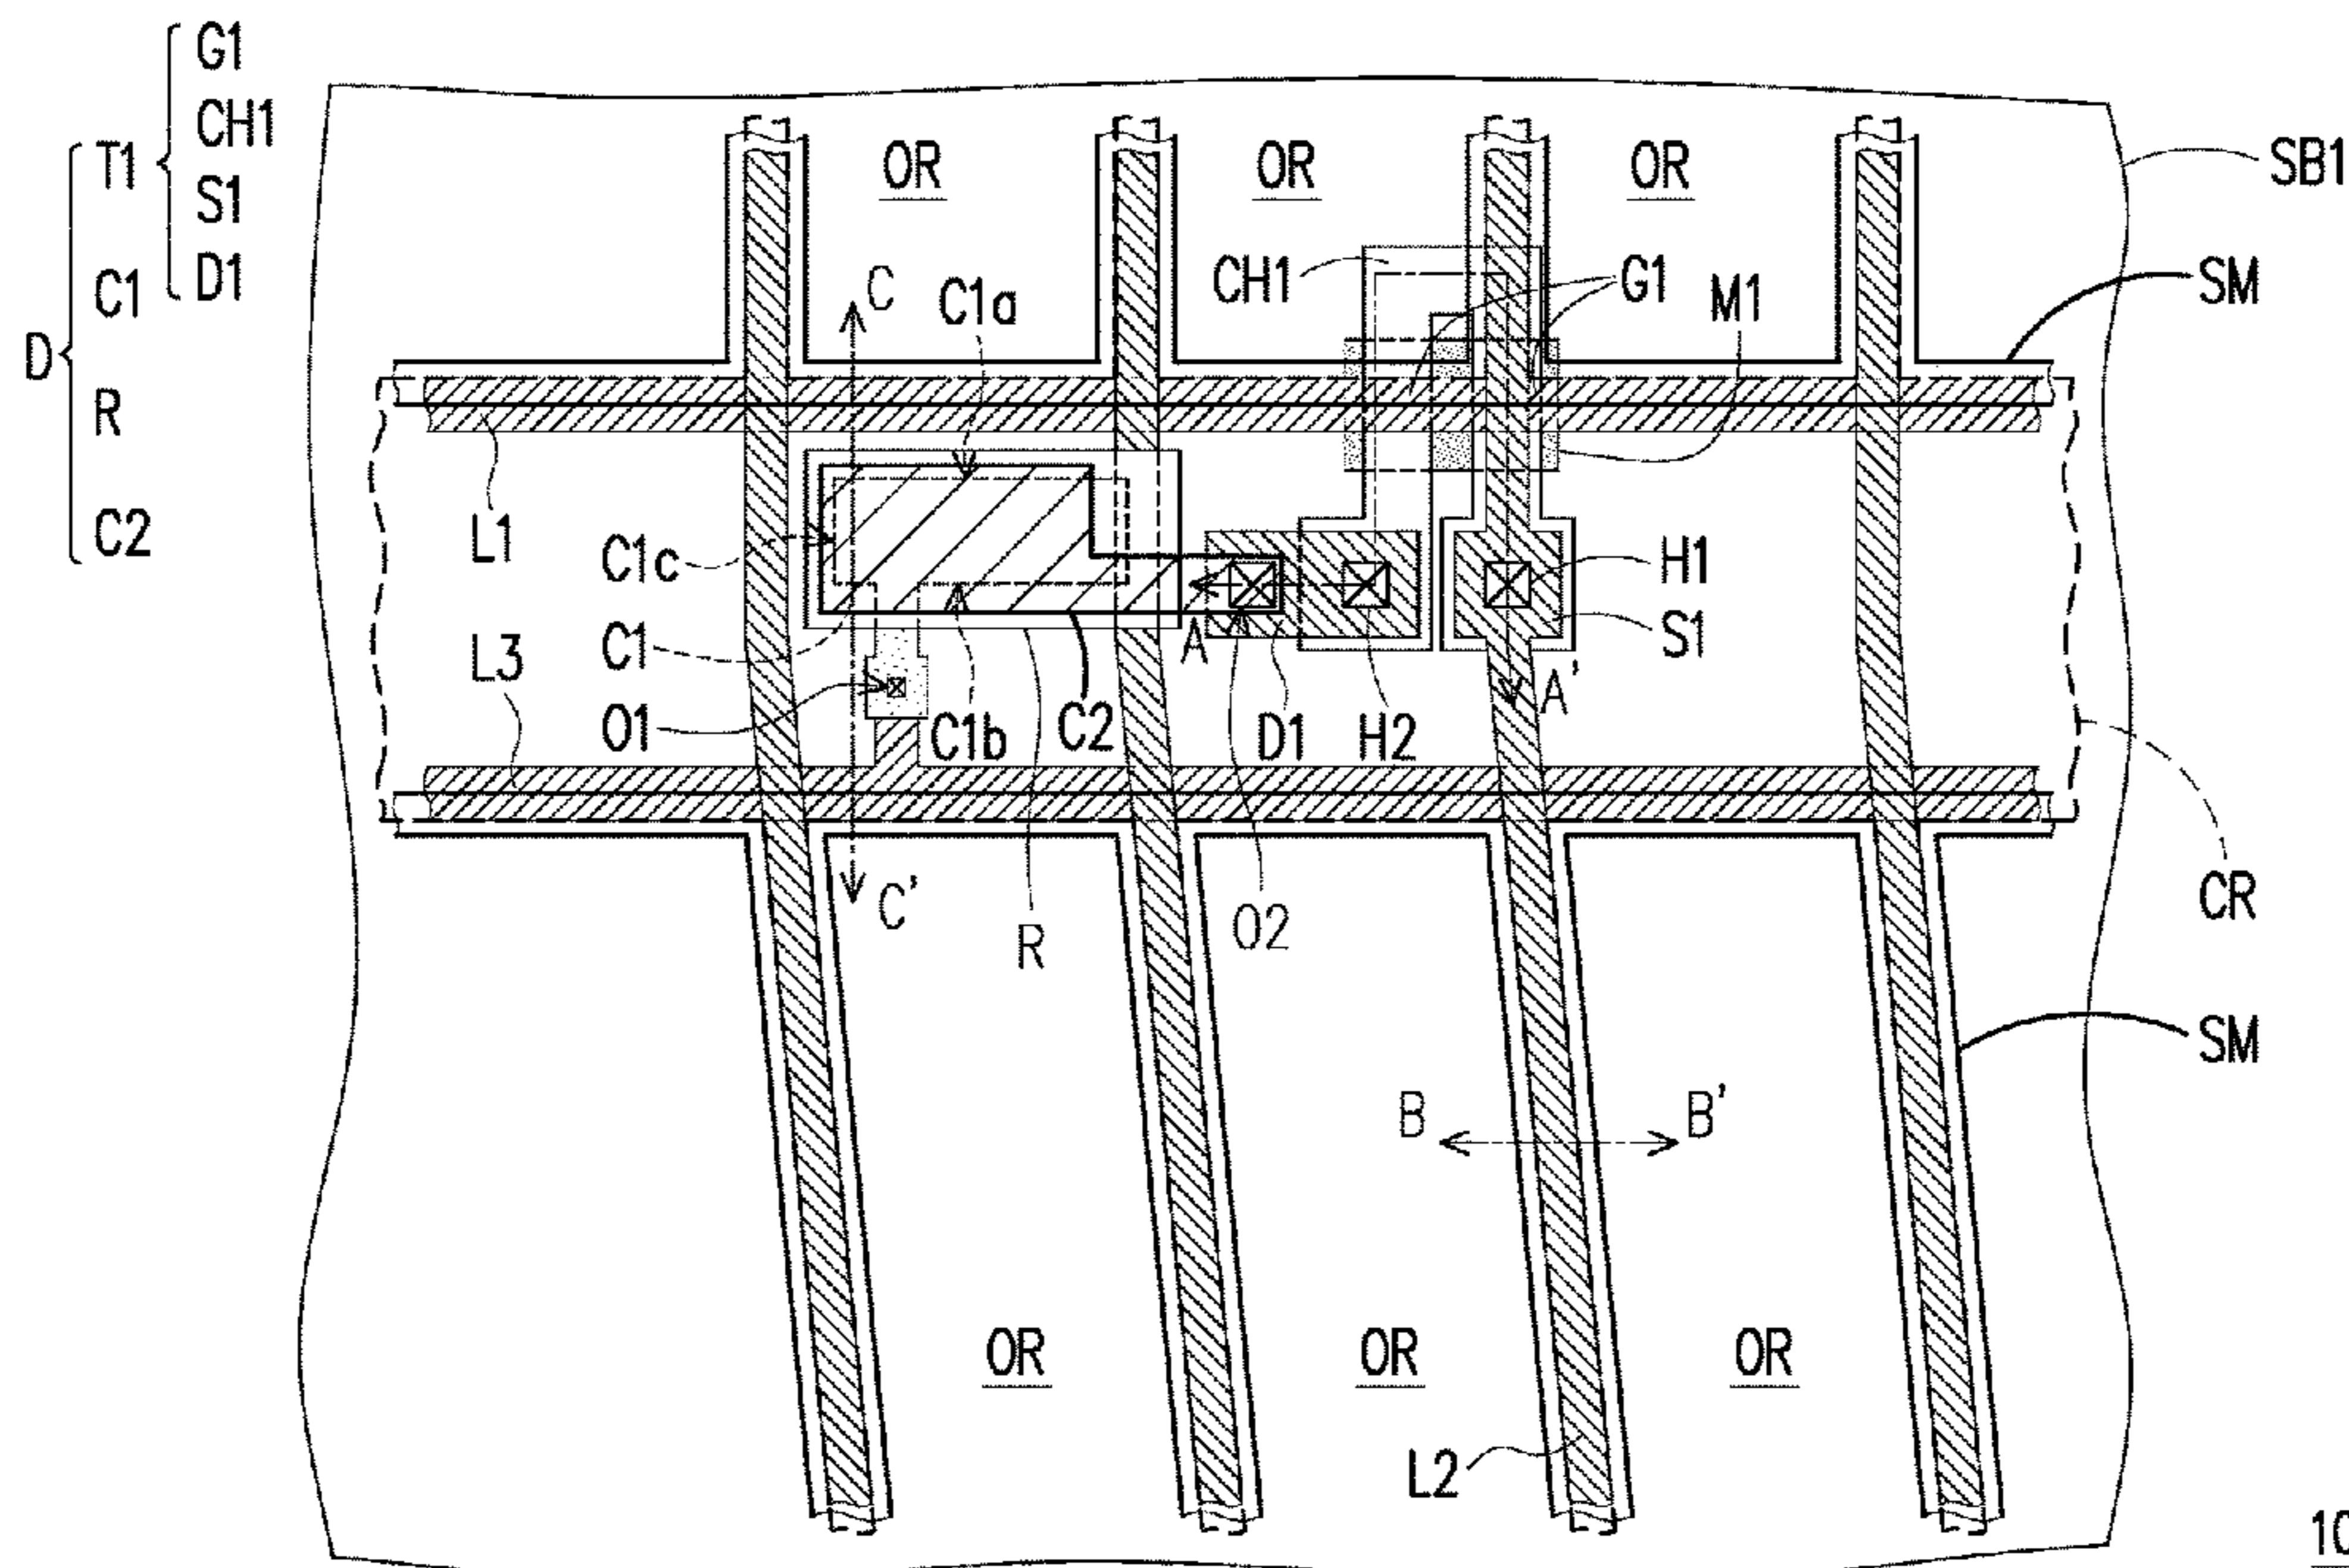 G1
CH1
T1
S1
D1
C1
D
R
C2
OR
OR
OR
SB1
C
C1a
CH1
G1
M1
SM
L1
C1c
H1
C1
S1
L3
A
A'
O1
C1b
C2
D1
H2
C'
R
O2
CR
SM
B
B'
OR
OR
OR
L2
10